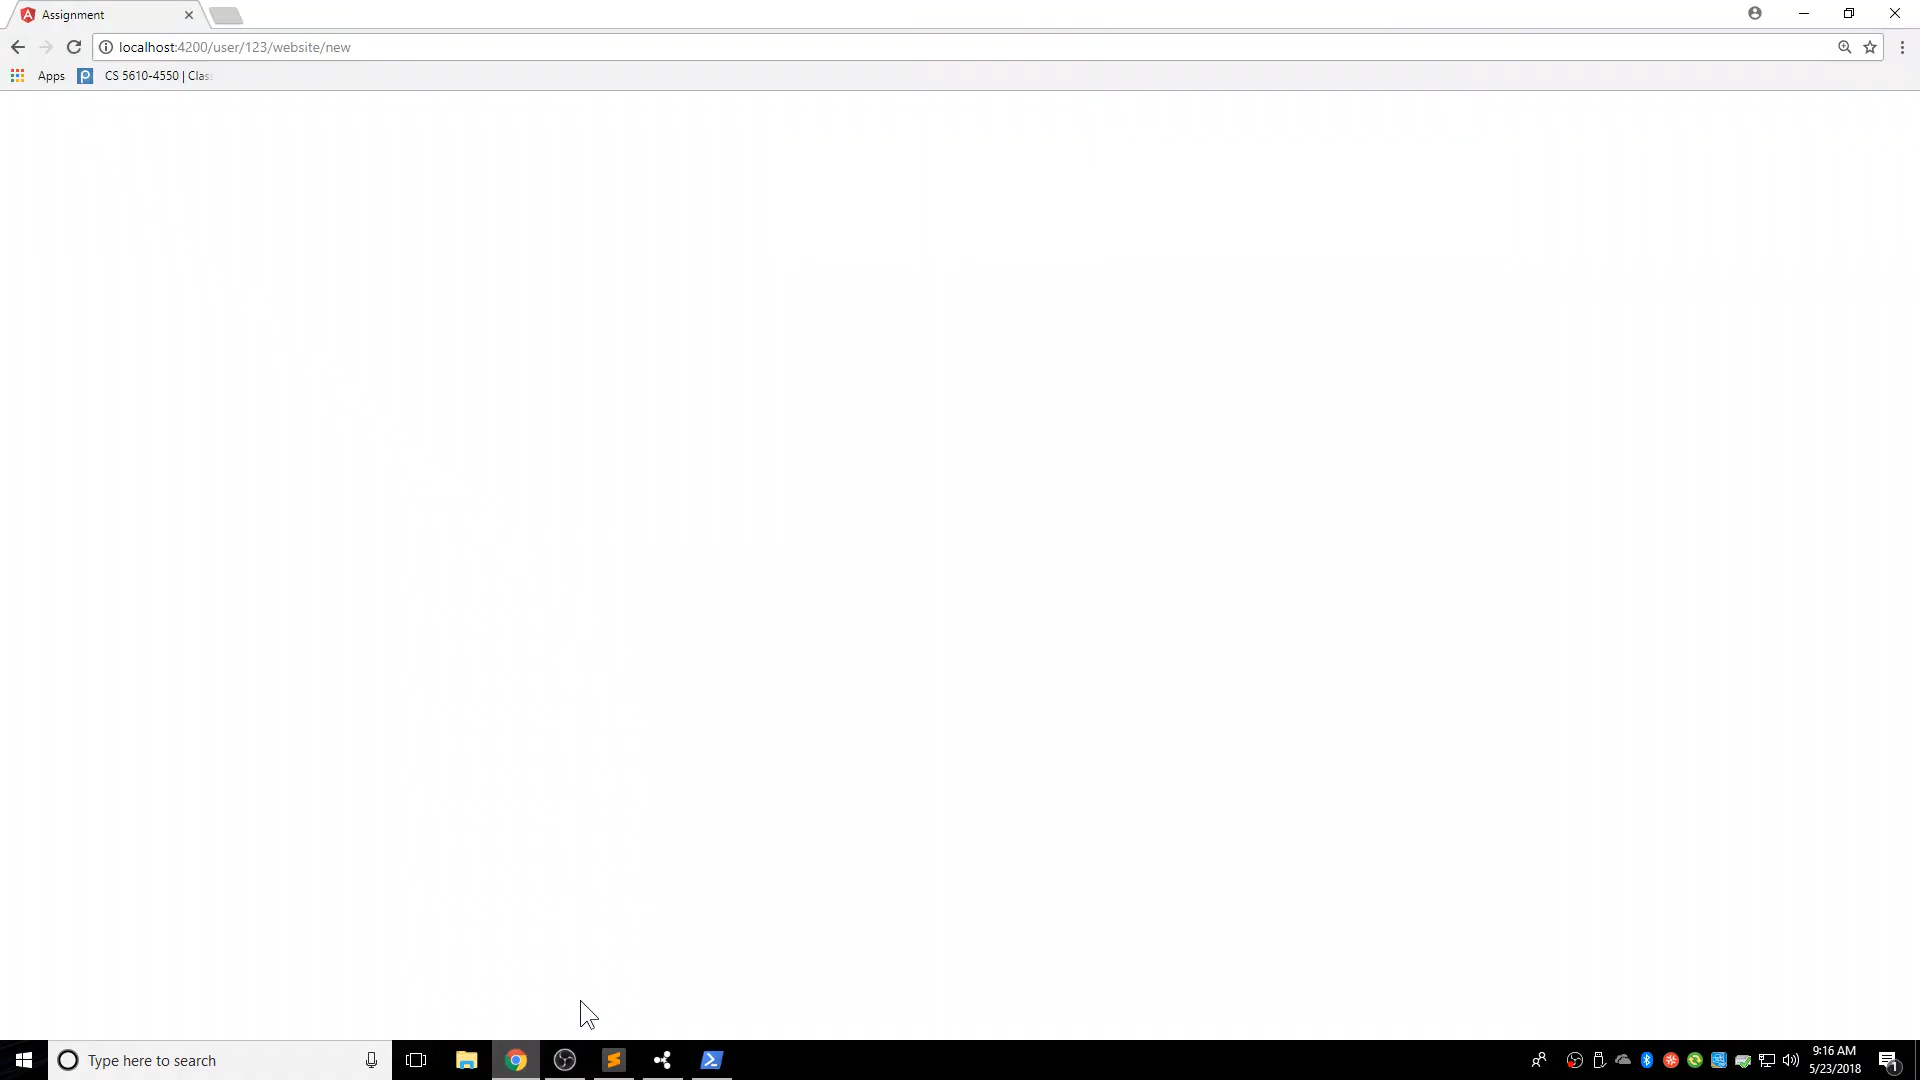 Assignment
localhost:4200/user/123/website/new
Apps
CS 5610-4550 | Clas
Type here to search
9:16 AM
5/23/2018
1